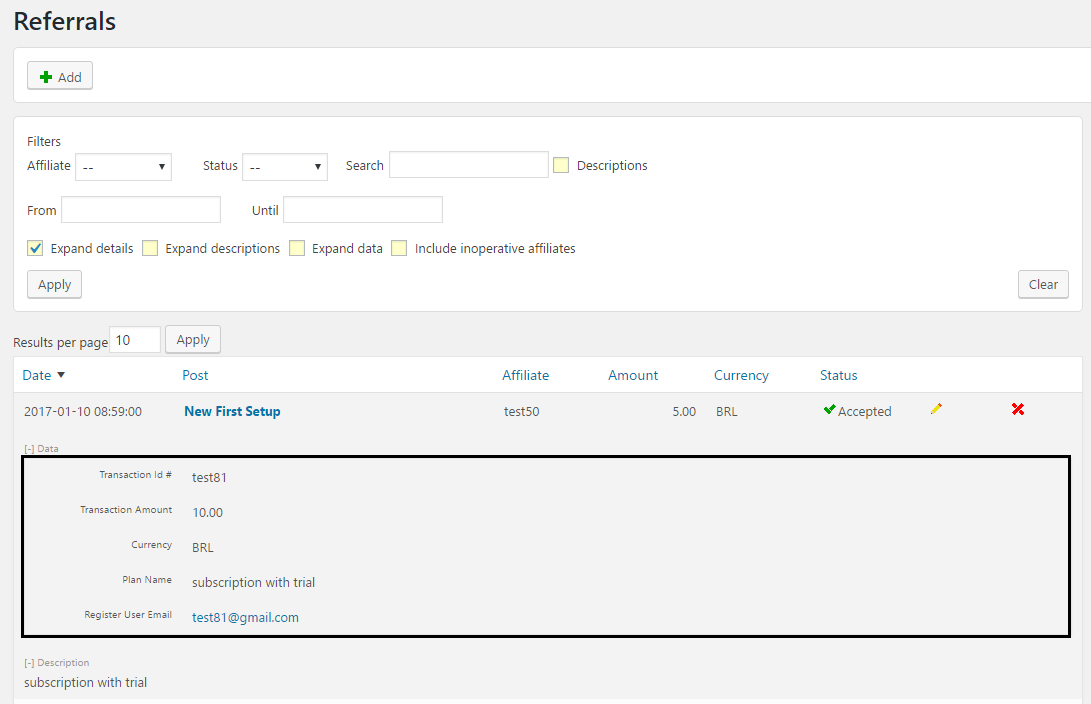 Referrals
Add
Filters
Affiliate -- Status -- Search Descriptions
From Until
Expand details Expand descriptions Expand data Include inoperative affiliates
Apply Clear
Results per page 10 Apply
Date Post Affiliate Amount Currency Status
2017-01-10 08:59:00 New First Setup test50 5.00 BRL Accepted
[-] Data
Transaction Id # test81
Transaction Amount 10.00
Currency BRL
Plan Name subscription with trial
Register User Email test81@gmail.com
[-] Description
subscription with trial